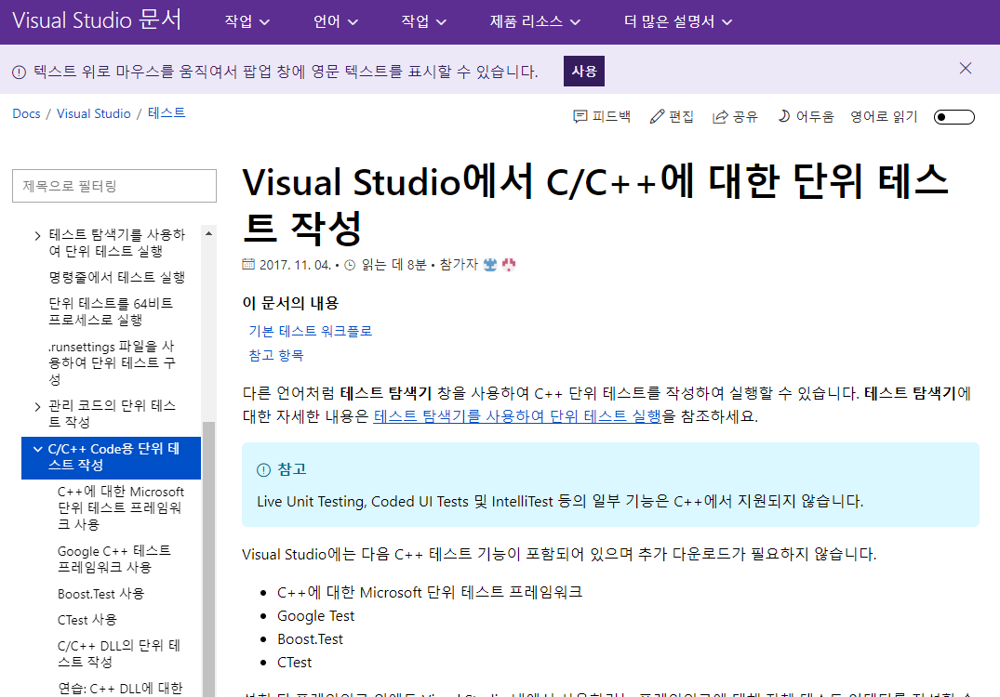 Visual Studio 문서
작업
언어
작업
제품 리소스
더 많은 설명서
텍스트 위로 마우스를 움직여서 팝업 창에 영문 텍스트를 표시할 수 있습니다.
사용
Docs / Visual Studio / 테스트
피드백
편집
공유
어두움
영어로 읽기
제목으로 필터링
테스트 탐색기를 사용하
여 단위 테스트 실행
명령줄에서 테스트 실행
단위 테스트를 64비트
프로세스로 실행
.runsettings 파일을 사
용하여 단위 테스트 구
성
관리 코드의 단위 테스
트 작성
C/C++ Code용 단위 테
스트 작성
C++에 대한 Microsoft
단위 테스트 프레임워
크 사용
Google C++ 테스트
프레임워크 사용
Boost.Test 사용
CTest 사용
C/C++ DLL의 단위 테
스트 작성
연습: C++ DLL에 대한
Visual Studio에서 C/C++에 대한 단위 테스
트 작성
2017. 11. 04. • 읽는 데 8분 • 참가자
이 문서의 내용
기본 테스트 워크플로
참고 항목
다른 언어처럼 테스트 탐색기 창을 사용하여 C++ 단위 테스트를 작성하여 실행할 수 있습니다. 테스트 탐색기에
대한 자세한 내용은 테스트 탐색기를 사용하여 단위 테스트 실행을 참조하세요.
참고
Live Unit Testing, Coded UI Tests 및 IntelliTest 등의 일부 기능은 C++에서 지원되지 않습니다.
Visual Studio에는 다음 C++ 테스트 기능이 포함되어 있으며 추가 다운로드가 필요하지 않습니다.
• C++에 대한 Microsoft 단위 테스트 프레임워크
• Google Test
• Boost.Test
• CTest